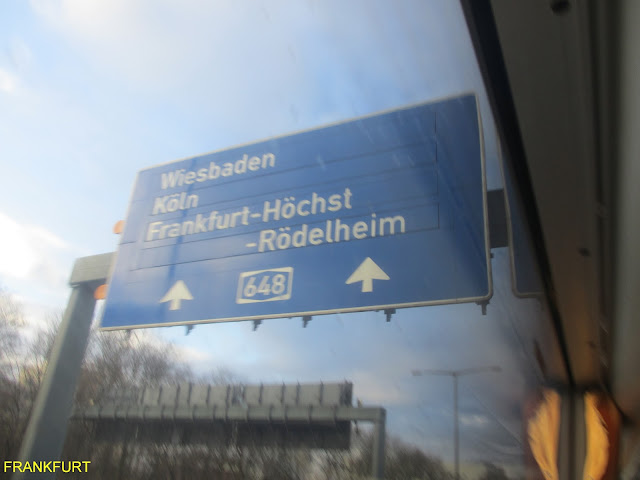 Wiesbaden
Köln
Frankfurt-Höchst
-Rödelheim
648
FRANKFURT